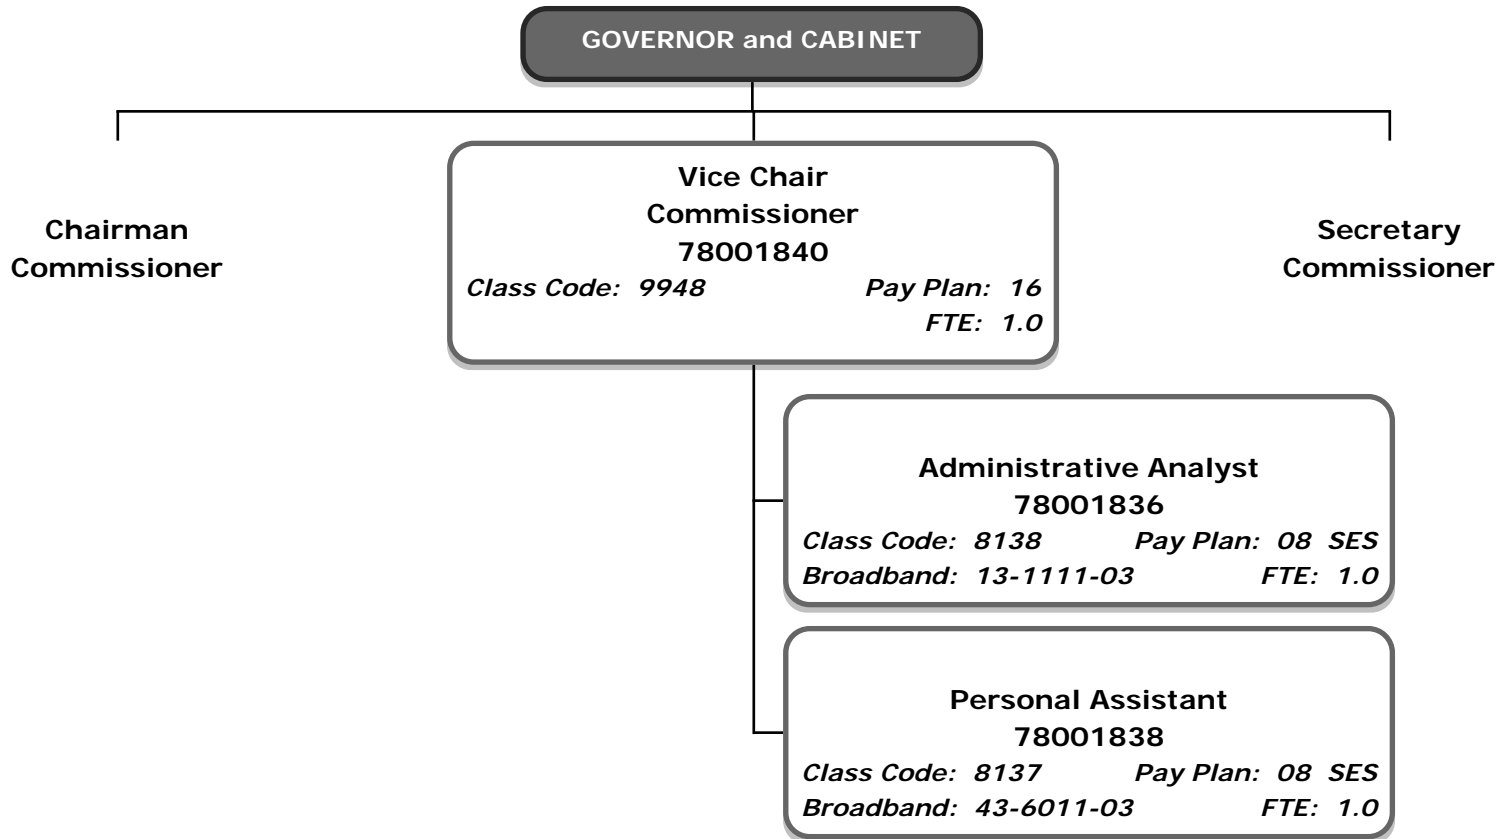 GOVERNOR and CABINET
Chairman
Commissioner
Vice Chair
Commissioner
78001840
Class Code: 9948 Pay Plan: 16
FTE: 1.0
Secretary
Commissioner
Administrative Analyst
78001836
Class Code: 8138 Pay Plan: 08 SES
Broadband: 13-1111-03 FTE: 1.0
Personal Assistant
78001838
Class Code: 8137 Pay Plan: 08 SES
Broadband: 43-6011-03 FTE: 1.0